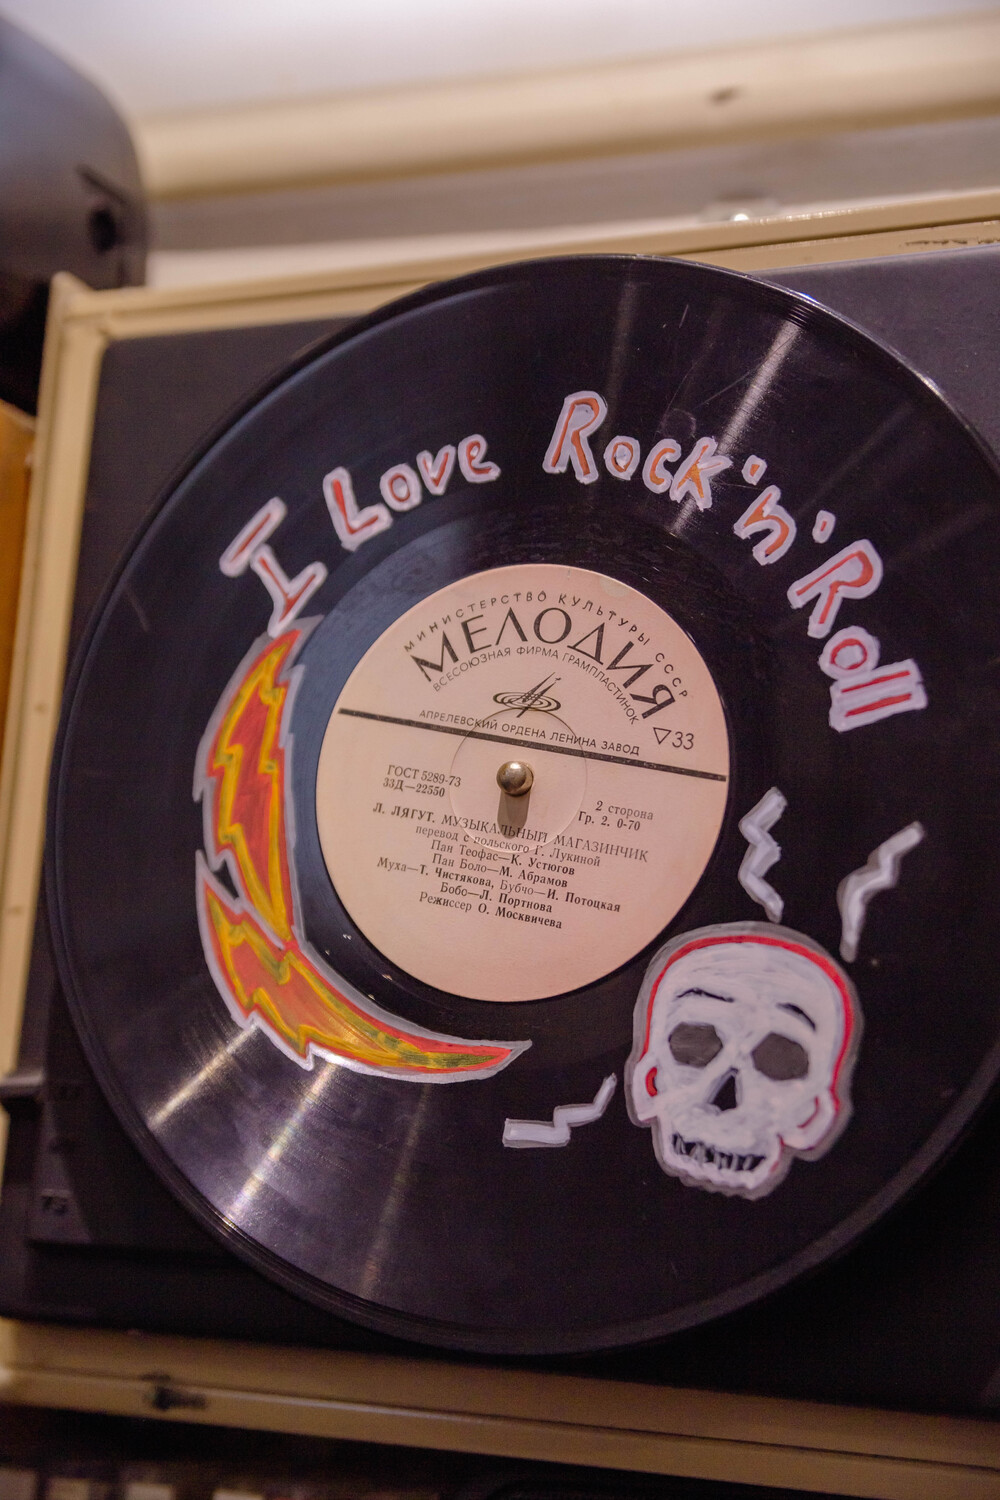 I Love Rock'n'Roll
МИНИСТЕРСТВО КУЛЬТУРЫ СССР
МЕЛОДИЯ
ВСЕСОЮЗНАЯ ФИРМА ГРАМПЛАСТИНОК
АПРЕЛЕВСКИЙ ОРДЕНА ЛЕНИНА ЗАВОД
33
ГОСТ 5289-73
33Д—22550
2 сторона
Гр. 2. 0-70
Л. ЛЯГУТ. МУЗЫКАЛЬНЫЙ МАГАЗИНЧИК
перевод с польского Г. Лукиной
Пан Теофас—К. Устюгов
Пан Боло—М. Абрамов
Муха—Т. Чистякова, Бубчо—И. Потоцкая
Бобо—Л. Портнова
Режиссер О. Москвичева